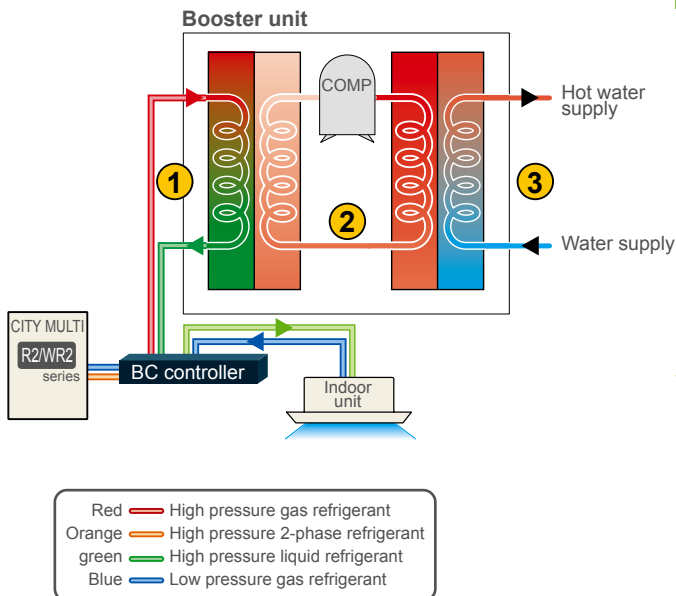 Booster unit
COMP
Hot water
supply
1
3
2
Water supply
CITY MULTI
R2/WR2
series
BC controller
Indoor
unit
Red High pressure gas refrigerant
Orange High pressure 2-phase refrigerant
green High pressure liquid refrigerant
Blue Low pressure gas refrigerant